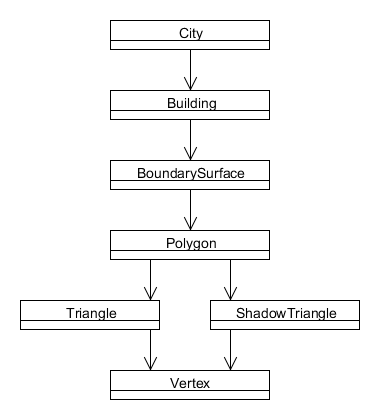 City
Building
BoundarySurface
Polygon
Triangle
ShadowTriangle
Vertex